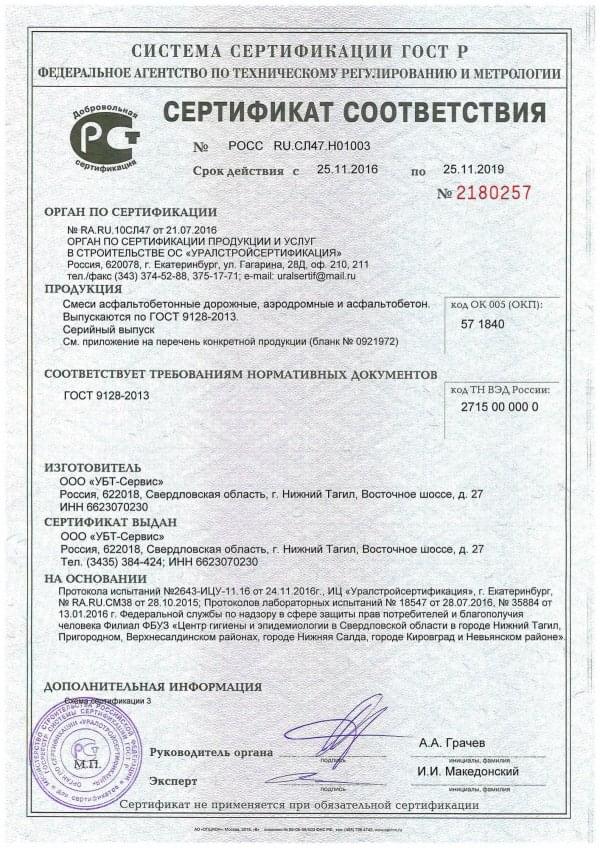 СИСТЕМА СЕРТИФИКАЦИИ ГОСТ Р
ФЕДЕРАЛЬНОЕ АГЕНТСТВО ПО ТЕХНИЧЕСКОМУ РЕГУЛИРОВАНИЮ И МЕТРОЛОГИИ
Добровольная
сертификация
СЕРТИФИКАТ СООТВЕТСТВИЯ
№ РОСС RU.СЛ47.Н01003
Срок действия с 25.11.2016 по 25.11.2019
№ 2180257
ОРГАН ПО СЕРТИФИКАЦИИ
№ RA.RU.10СЛ47 от 21.07.2016
ОРГАН ПО СЕРТИФИКАЦИИ ПРОДУКЦИИ И УСЛУГ
В СТРОИТЕЛЬСТВЕ ОС «УРАЛСТРОЙСЕРТИФИКАЦИЯ»
Россия, 620078, г. Екатеринбург, ул. Гагарина, 28Д, оф. 210, 211
тел./факс (343) 374-52-88, 375-17-71; e-mail: uralsertif@mail.ru
ПРОДУКЦИЯ
Смеси асфальтобетонные дорожные, аэродромные и асфальтобетон.
Выпускаются по ГОСТ 9128-2013.
Серийный выпуск
См. приложение на перечень конкретной продукции (бланк № 0921972)
код ОК 005 (ОКП):
57 1840
СООТВЕТСТВУЕТ ТРЕБОВАНИЯМ НОРМАТИВНЫХ ДОКУМЕНТОВ
ГОСТ 9128-2013
код ТН ВЭД России:
2715 00 000 0
ИЗГОТОВИТЕЛЬ
ООО «УБТ-Сервис»
Россия, 622018, Свердловская область, г. Нижний Тагил, Восточное шоссе, д. 27
ИНН 6623070230
СЕРТИФИКАТ ВЫДАН
ООО «УБТ-Сервис»
Россия, 622018, Свердловская область, г. Нижний Тагил, Восточное шоссе, д. 27
Тел. (3435) 384-424; ИНН 6623070230
НА ОСНОВАНИИ
Протокола испытаний №2643-ИЦУ-11.16 от 24.11.2016г., ИЦ «Уралстройсертификация», г. Екатеринбург,
№ RA.RU.СМ38 от 28.10.2015; Протоколов лабораторных испытаний № 18547 от 28.07.2016, № 35884 от
13.01.2016 г. Федеральной службы по надзору в сфере защиты прав потребителей и благополучия
человека Филиал ФБУЗ «Центр гигиены и эпидемиологии в Свердловской области в городе Нижний Тагил,
Пригородном, Верхнесалдинском районах, городе Нижняя Салда, городе Кировград и Невьянском районе».
ДОПОЛНИТЕЛЬНАЯ ИНФОРМАЦИЯ
Схема сертификации 3
М.П.
Руководитель органа
подпись
А.А. Грачев
инициалы, фамилия
Эксперт
подпись
И.И. Македонский
инициалы, фамилия
Сертификат не применяется при обязательной сертификации